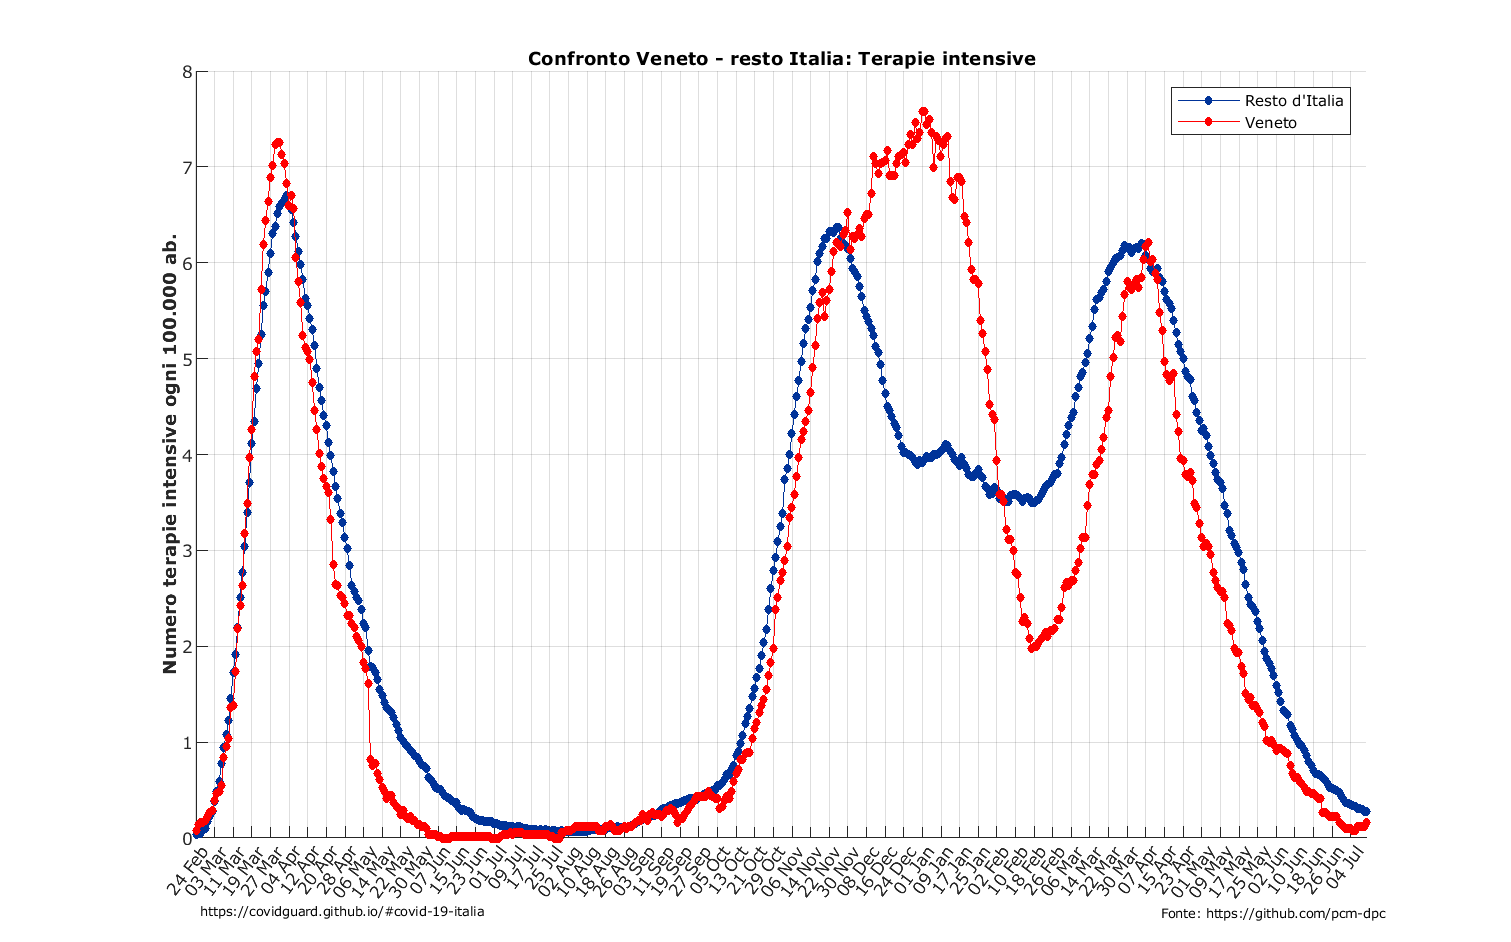 Confronto Veneto - resto Italia: Terapie intensive
Resto d'Italia
Veneto
Numero terapie intensive ogni 100.000 ab.
8
7
6
5
4
3
2
1
0
24 Feb
03 Mar
11 Mar
19 Mar
27 Mar
04 Apr
12 Apr
20 Apr
28 Apr
06 May
14 May
22 May
30 May
07 Jun
15 Jun
23 Jun
01 Jul
09 Jul
17 Jul
25 Jul
02 Aug
10 Aug
18 Aug
26 Aug
03 Sep
11 Sep
19 Sep
27 Sep
05 Oct
13 Oct
21 Oct
29 Oct
06 Nov
14 Nov
22 Nov
30 Nov
08 Dec
16 Dec
24 Dec
01 Jan
09 Jan
17 Jan
25 Jan
02 Feb
10 Feb
18 Feb
26 Feb
06 Mar
14 Mar
22 Mar
30 Mar
07 Apr
15 Apr
23 Apr
01 May
09 May
17 May
25 May
02 Jun
10 Jun
18 Jun
26 Jun
04 Jul
https://covidguard.github.io/#covid-19-italia
Fonte: https://github.com/pcm-dpc